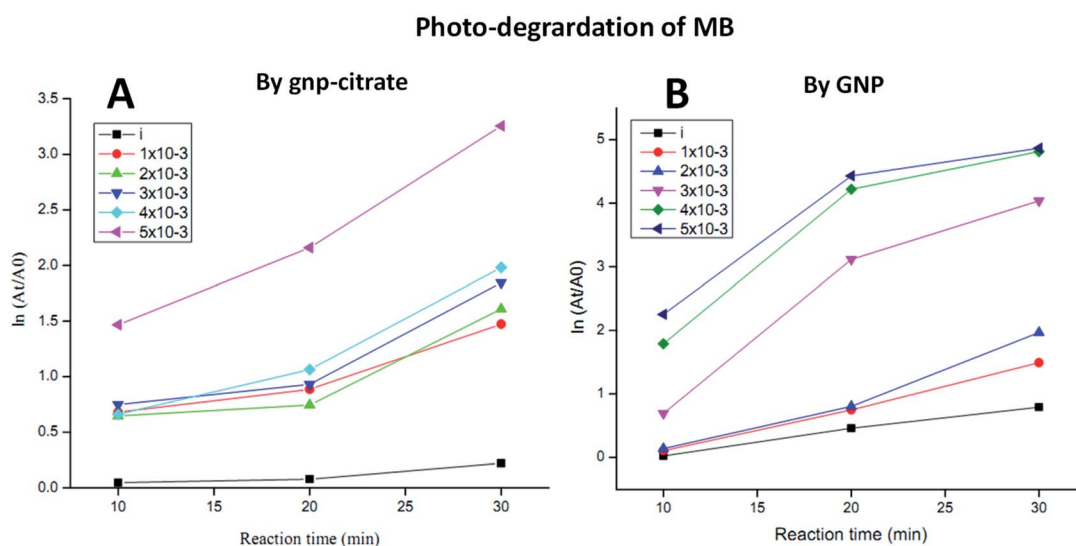 Photo-degrardation of MB
A
By gnp-citrate
3.5
3.0
2.5
2.0
1.5
1.0
0.5
0.0
ln (At/A0)
i
1x10-3
2x10-3
3x10-3
4x10-3
5x10-3
10
15
20
25
30
Reaction time (min)
B
By GNP
5
4
3
2
1
0
ln (At/A0)
i
1x10-3
2x10-3
3x10-3
4x10-3
5x10-3
10
15
20
25
30
Reaction time (min)